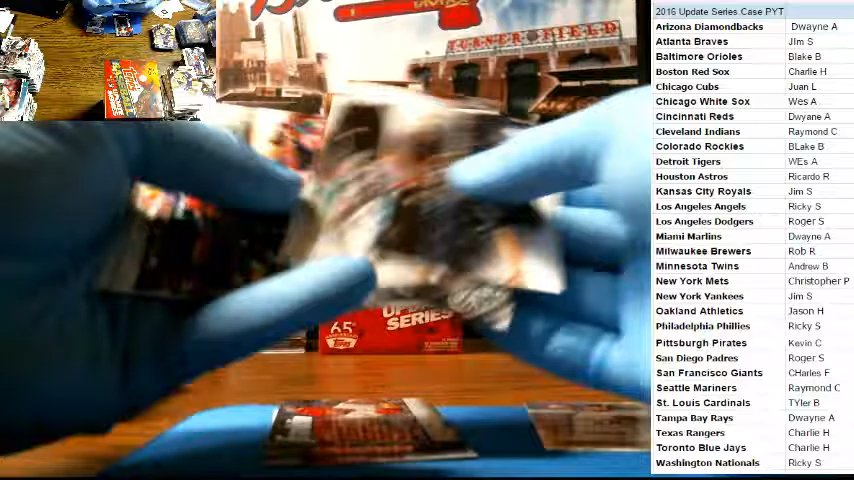 2016 Update Series Case PYT
Arizona Diamondbacks Dwayne A
Atlanta Braves JIm S
Baltimore Orioles Blake B
Boston Red Sox Charlie H
Chicago Cubs Juan L
Chicago White Sox Wes A
Cincinnati Reds Dwyane A
Cleveland Indians Raymond C
Colorado Rockies BLake B
Detroit Tigers WEs A
Houston Astros Ricardo R
Kansas City Royals Jim S
Los Angeles Angels Ricky S
Los Angeles Dodgers Roger S
Miami Marlins Dwayne A
Milwaukee Brewers Rob R
Minnesota Twins Andrew B
New York Mets Christopher P
New York Yankees Jim S
Oakland Athletics Jason H
Philadelphia Phillies Ricky S
Pittsburgh Pirates Kevin C
San Diego Padres Roger S
San Francisco Giants CHarles F
Seattle Mariners Raymond C
St. Louis Cardinals TYler B
Tampa Bay Rays Dwayne A
Texas Rangers Charlie H
Toronto Blue Jays Charlie H
Washington Nationals Ricky S
TURNER FIELD
UPDATE
SERIES
65
Topps